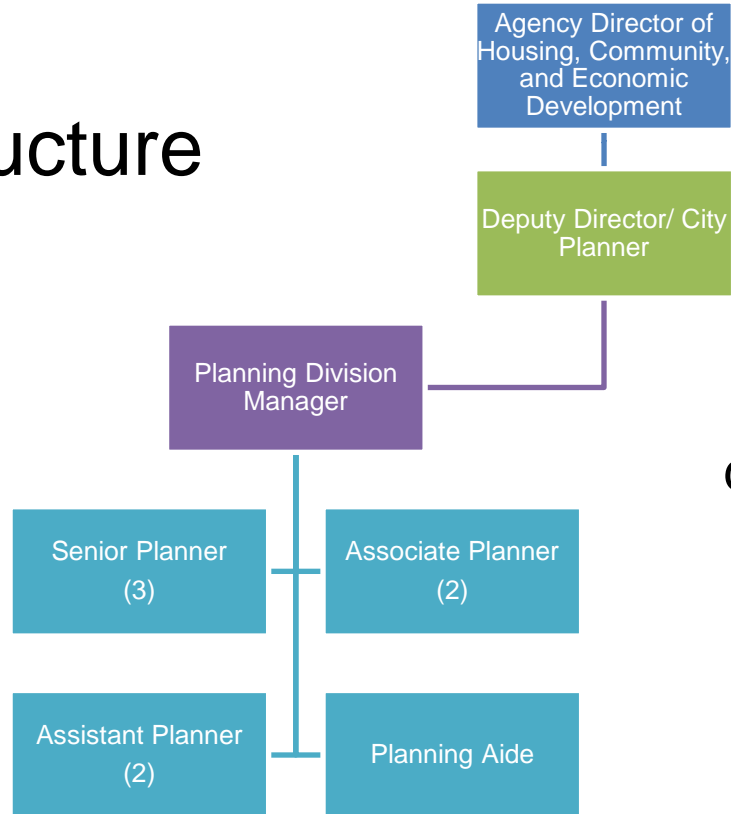 Agency Director of
Housing, Community,
and Economic
Development
ucture
Deputy Director/ City
Planner
Planning Division
Manager
Senior Planner
(3)
Associate Planner
(2)
Assistant Planner
(2)
Planning Aide